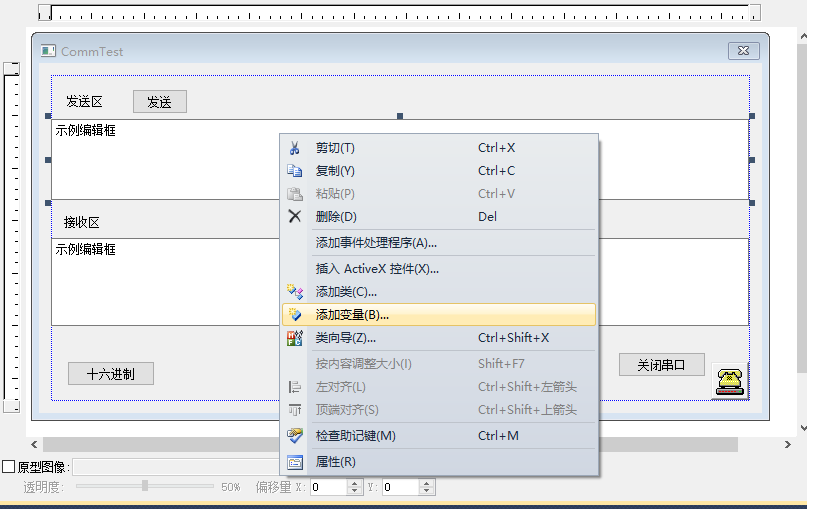 CommTest
发送区 发送
示例编辑框
接收区
示例编辑框
十六进制
关闭串口
剪切(T) Ctrl+X
复制(Y) Ctrl+C
粘贴(P) Ctrl+V
删除(D) Del
添加事件处理程序(A)...
插入 ActiveX 控件(X)...
添加类(C)...
添加变量(B)...
类向导(Z)... Ctrl+Shift+X
按内容调整大小(I) Shift+F7
左对齐(L) Ctrl+Shift+左箭头
顶端对齐(S) Ctrl+Shift+上箭头
检查助记键(M) Ctrl+M
属性(R)
原型图像:
透明度: 50% 偏移量 X: 0 Y: 0